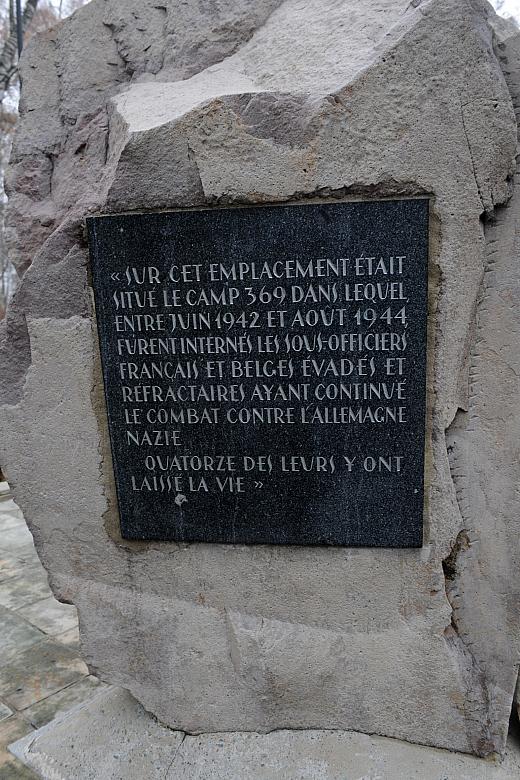 « SUR CET EMPLACEMENT ÉTAIT
SITUÉ LE CAMP 369 DANS LEQUEL,
ENTRE JUIN 1942 ET AOUT 1944,
FURENT INTERNÉS LES SOUS-OFFICIERS
FRANÇAIS ET BELGES ÉVADÉS ET
RÉFRACTAIRES AYANT CONTINUÉ
LE COMBAT CONTRE L'ALLEMAGNE
NAZIE
QUATORZE DES LEURS Y ONT
LAISSÉ LA VIE »